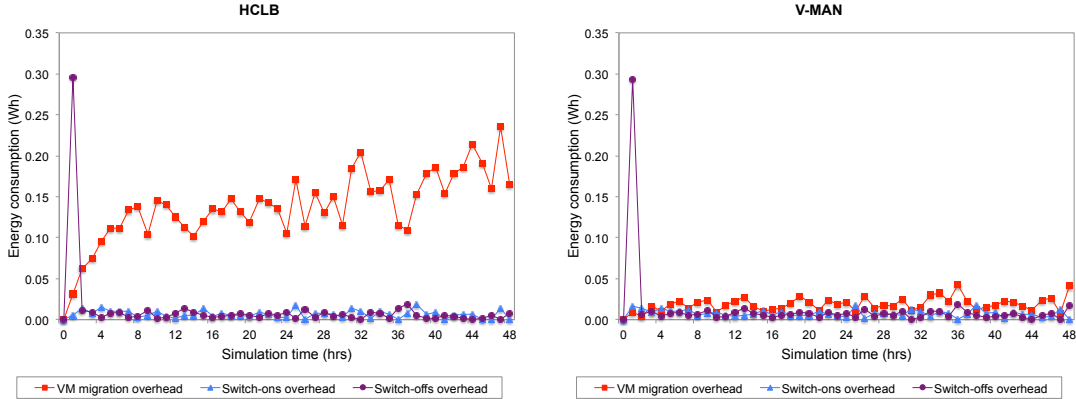 HCLB
Energy consumption (Wh)
0.35
0.30
0.25
0.20
0.15
0.10
0.05
0.00
0 4 8 12 16 20 24 28 32 36 40 44 48
Simulation time (hrs)
VM migration overhead Switch-ons overhead Switch-offs overhead
V-MAN
Energy consumption (Wh)
0.35
0.30
0.25
0.20
0.15
0.10
0.05
0.00
0 4 8 12 16 20 24 28 32 36 40 44 48
Simulation time (hrs)
VM migration overhead Switch-ons overhead Switch-offs overhead